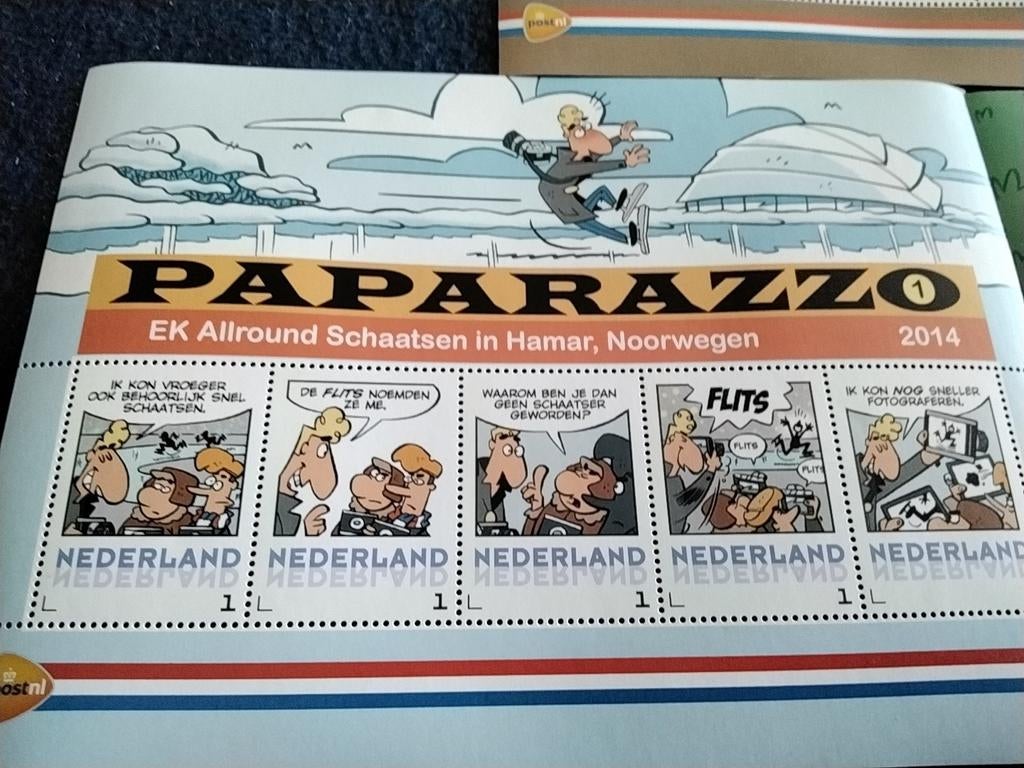 postnl
PAPARAZZO 1
EK Allround Schaatsen in Hamar, Noorwegen 2014
IK KON VROEGER
OOK BEHOORLIJK SNEL
SCHAATSEN.
DE FLITS NOEMDEN
ZE ME.
WAAROM BEN JE DAN
GEEN SCHAATSER
GEWORDEN?
FLITS
FLITS
FLITS
IK KON NOG SNELLER
FOTOGRAFEREN.
NEDERLAND
1
NEDERLAND
1
NEDERLAND
1
NEDERLAND
1
NEDERLAND
postnl